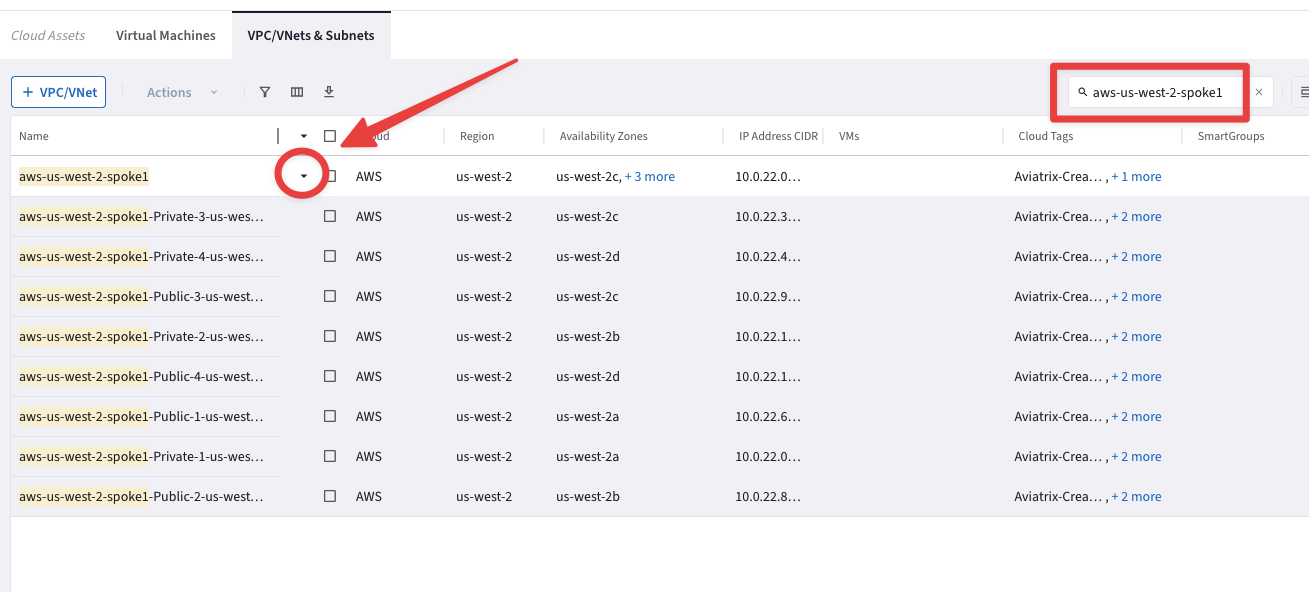 Cloud Assets Virtual Machines VPC/VNets & Subnets
+ VPC/VNet Actions aws-us-west-2-spoke1 ×
Name Region Availability Zones IP Address CIDR VMs Cloud Tags SmartGroups
aws-us-west-2-spoke1 AWS us-west-2 us-west-2c, + 3 more 10.0.22.0… Aviatrix-Crea… , + 1 more
aws-us-west-2-spoke1-Private-3-us-wes… AWS us-west-2 us-west-2c 10.0.22.3… Aviatrix-Crea… , + 2 more
aws-us-west-2-spoke1-Private-4-us-wes… AWS us-west-2 us-west-2d 10.0.22.4… Aviatrix-Crea… , + 2 more
aws-us-west-2-spoke1-Public-3-us-west… AWS us-west-2 us-west-2c 10.0.22.9… Aviatrix-Crea… , + 2 more
aws-us-west-2-spoke1-Private-2-us-wes… AWS us-west-2 us-west-2b 10.0.22.1… Aviatrix-Crea… , + 2 more
aws-us-west-2-spoke1-Public-4-us-west… AWS us-west-2 us-west-2d 10.0.22.1… Aviatrix-Crea… , + 2 more
aws-us-west-2-spoke1-Public-1-us-west… AWS us-west-2 us-west-2a 10.0.22.6… Aviatrix-Crea… , + 2 more
aws-us-west-2-spoke1-Private-1-us-wes… AWS us-west-2 us-west-2a 10.0.22.0… Aviatrix-Crea… , + 2 more
aws-us-west-2-spoke1-Public-2-us-west… AWS us-west-2 us-west-2b 10.0.22.8… Aviatrix-Crea… , + 2 more